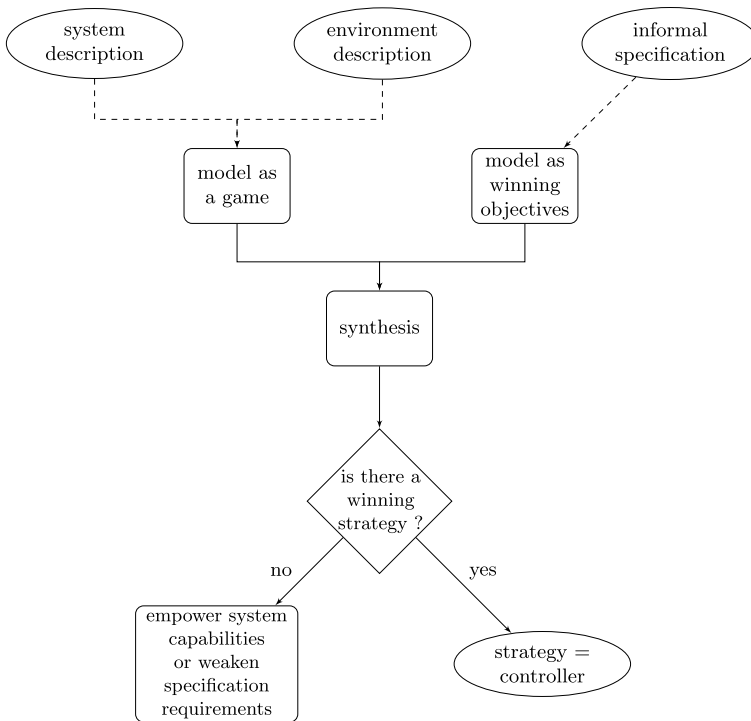 system
description
environment
description
informal
specification
model as
a game
model as
winning
objectives
synthesis
is there a
winning
strategy ?
no
yes
empower system
capabilities
or weaken
specification
requirements
strategy =
controller